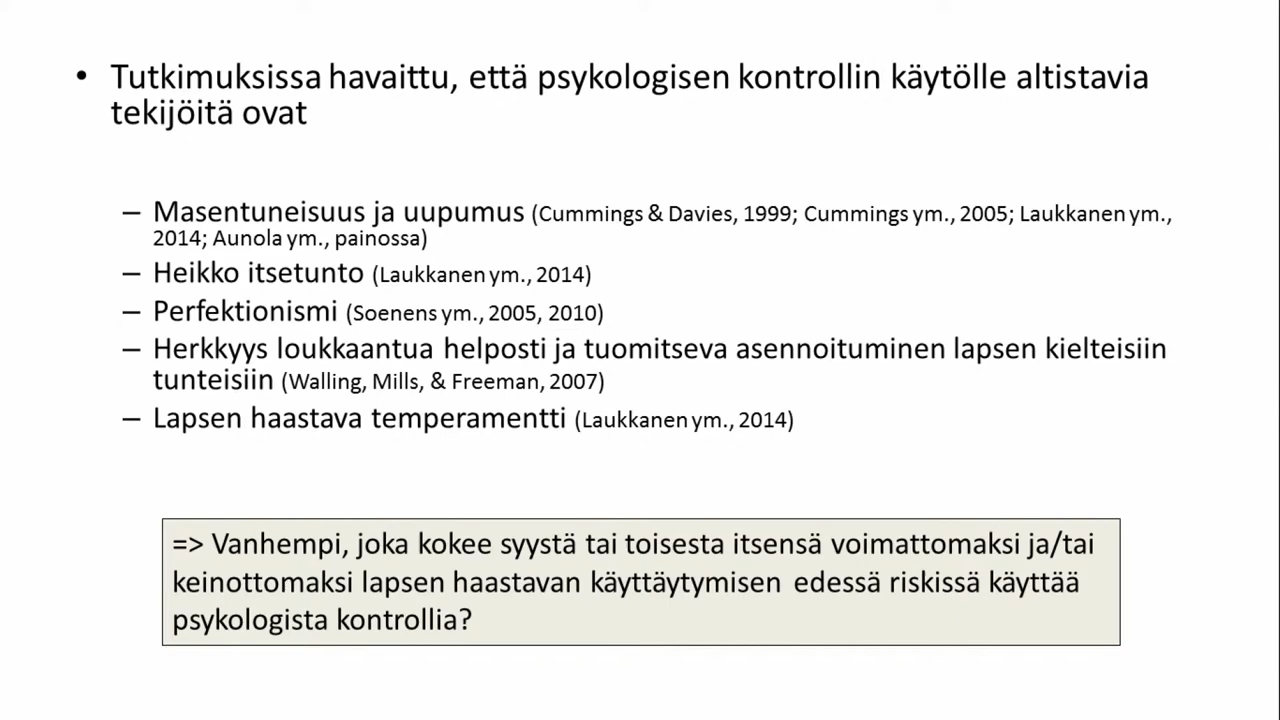 • Tutkimuksissa havaittu, että psykologisen kontrollin käytölle altistavia
tekijöitä ovat
– Masentuneisuus ja uupumus (Cummings & Davies, 1999; Cummings ym., 2005; Laukkanen ym.,
2014; Aunola ym., painossa)
– Heikko itsetunto (Laukkanen ym., 2014)
– Perfektionismi (Soenens ym., 2005, 2010)
– Herkkyys loukkaantua helposti ja tuomitseva asennoituminen lapsen kielteisiin
tunteisiin (Walling, Mills, & Freeman, 2007)
– Lapsen haastava temperamentti (Laukkanen ym., 2014)
=> Vanhempi, joka kokee syystä tai toisesta itsensä voimattomaksi ja/tai
keinottomaksi lapsen haastavan käyttäytymisen edessä riskissä käyttää
psykologista kontrollia?